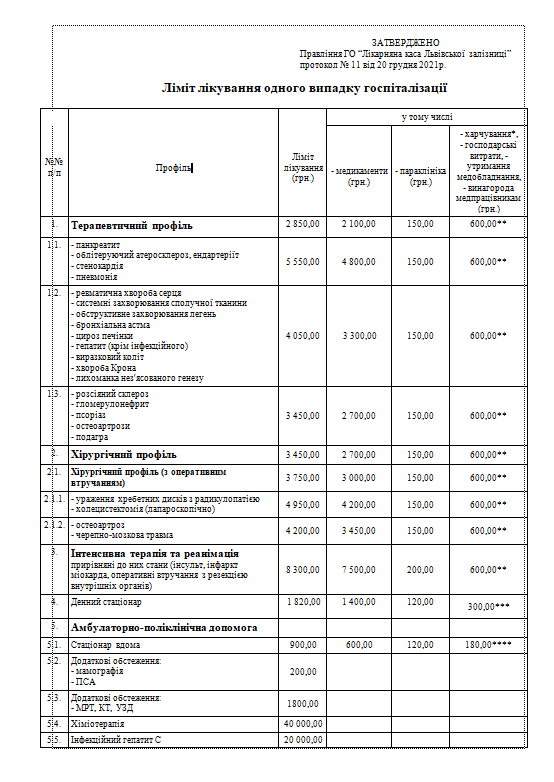 ЗАТВЕРДЖЕНО
Правління ГО “Лікарняна каса Львівської залізниці”
протокол № 11 від 20 грудня 2021р.
Ліміт лікування одного випадку госпіталізації
№№ п/п
Профіль
Ліміт лікування (грн.)
у тому числі
- медикаменти (грн.)
- параклініка (грн.)
- харчування*,
- господарські витрати, -
утримання медобладнання,
- винагорода медпрацівникам (грн.)
1. Терапевтичний профіль 2 850,00 2 100,00 150,00 600,00**
1.1. - панкреатит
- облітеруючий атеросклероз, ендартеріїт
- стенокардія
- пневмонія
5 550,00 4 800,00 150,00 600,00**
1.2. - ревматична хвороба серця
- системні захворювання сполучної тканини
- обструктивне захворювання легень
- бронхіальна астма
- цироз печінки
- гепатит (крім інфекційного)
- виразковий коліт
- хвороба Крона
- лихоманка нез'ясованого генезу
4 050,00 3 300,00 150,00 600,00**
1.3. - розсіяний склероз
- гломерулонефрит
- псоріаз
- остеоартрози
- подагра
3 450,00 2 700,00 150,00 600,00**
2. Хірургічний профіль 3 450,00 2 700,00 150,00 600,00**
2.1. Хірургічний профіль (з оперативним
втручанням)
3 750,00 3 000,00 150,00 600,00**
2.1.1. - ураження хребетних дисків з радикулопатією
- холецистектомія (лапароскопічно)
4 950,00 4 200,00 150,00 600,00**
2.1.2. - остеоартроз
- черепно-мозкова травма
4 200,00 3 450,00 150,00 600,00**
3. Інтенсивна терапія та реанімація
прирівняні до них стани (інсульт, інфаркт
міокарда, оперативні втручання з резекцією
внутрішніх органів)
8 300,00 7 500,00 200,00 600,00**
4. Денний стаціонар 1 820,00 1 400,00 120,00 300,00***
5. Амбулаторно-поліклінічна допомога
5.1. Стаціонар вдома 900,00 600,00 120,00 180,00****
5.2. Додаткові обстеження:
- мамографія
- ПСА
200,00
5.3. Додаткові обстеження:
- МРТ, КТ, УЗД
1800,00
5.4. Хіміотерапія 40 000,00
5.5. Інфекційний гепатит С 20 000,00